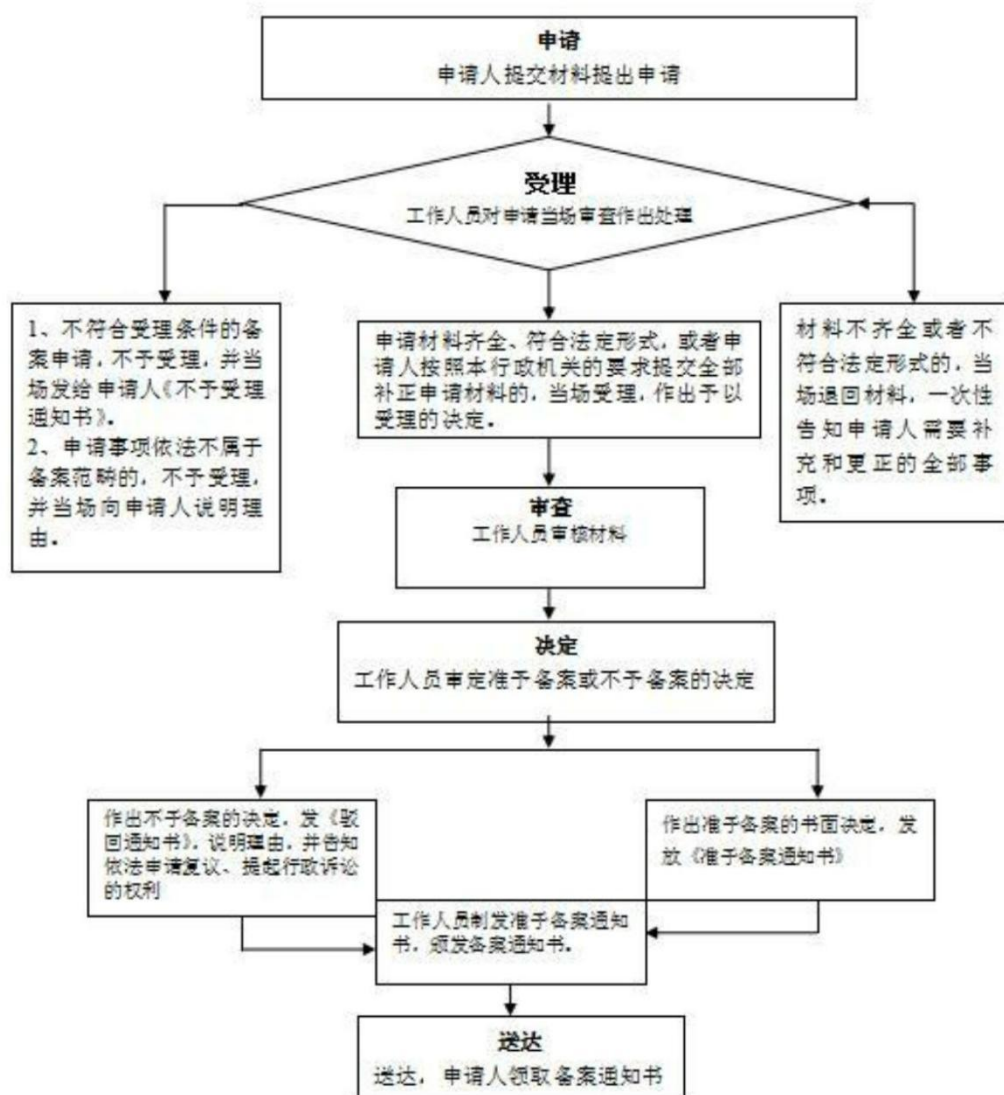 申请
申请人提交材料提出申请
受理
工作人员对申请当场审查作出处理
1、不符合受理条件的备
案申请，不予受理，并当
场发给申请人《不予受理
通知书》。
2、申请事项依法不属于
备案范畴的，不予受理，
并当场向申请人说明理
由。
申请材料齐全、符合法定形式，或者申
请人按照本行政机关的要求提交全部
补正申请材料的，当场受理，作出予以
受理的决定。
材料不齐全或者不
符合法定形式的，当
场退回材料，一次性
告知申请人需要补
充和更正的全部事
项。
审查
工作人员审核材料
决定
工作人员审定准予备案或不予备案的决定
作出不予备案的决定，发《驳
回通知书》，说明理由，并告知
依法申请复议、提起行政诉讼
的权利
作出准予备案的书面决定，发
放《准予备案通知书》
工作人员制发准予备案通知
书，颁发备案通知书。
送达
送达，申请人领取备案通知书